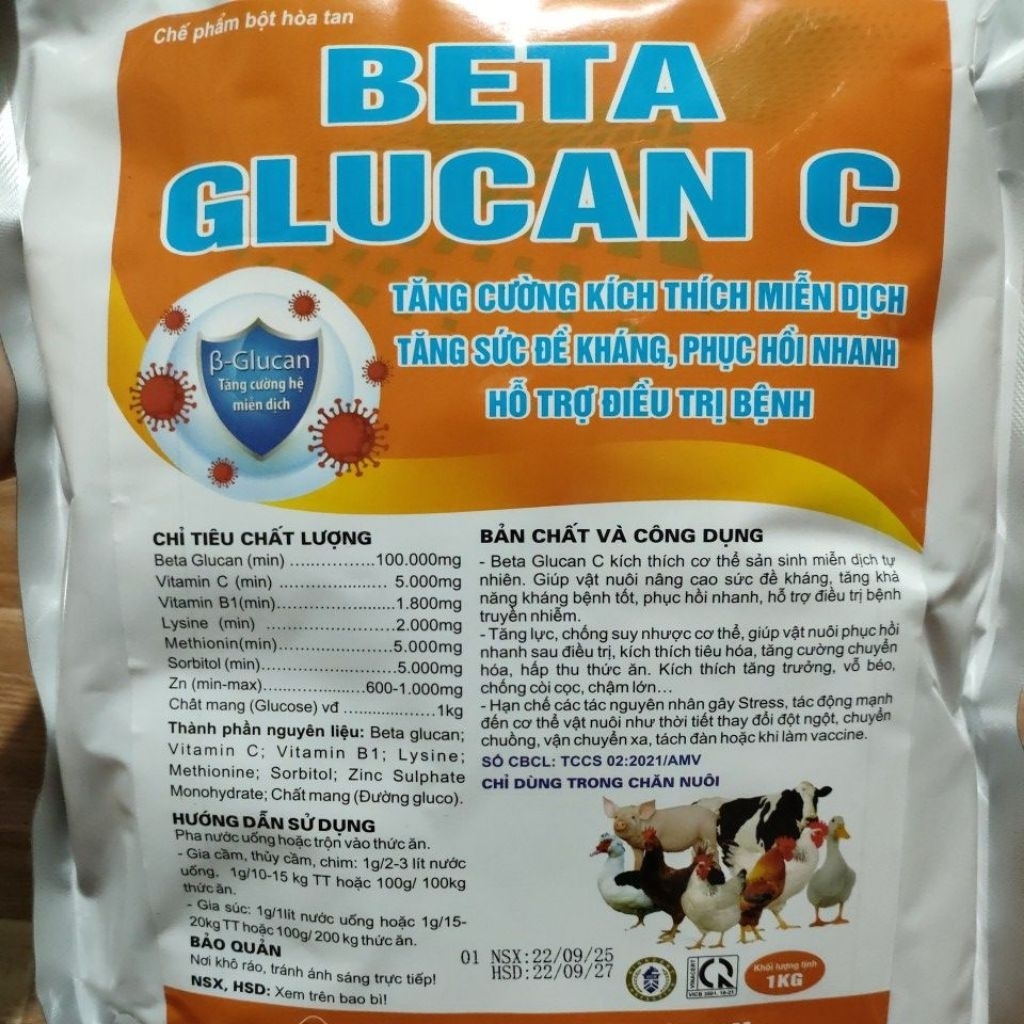 Chế phẩm bột hòa tan
BETA
GLUCAN C
TĂNG CƯỜNG KÍCH THÍCH MIỄN DỊCH
TĂNG SỨC ĐỀ KHÁNG, PHỤC HỒI NHANH
HỖ TRỢ ĐIỀU TRỊ BỆNH
β-Glucan
Tăng cường hệ
miễn dịch
CHỈ TIÊU CHẤT LƯỢNG
Beta Glucan (min) ..................100.000mg
Vitamin C (min) ....................... 5.000mg
Vitamin B1(min)..........................1.800mg
Lysine (min) ............................2.000mg
Methionin(min)..........................5.000mg
Sorbitol (min)..............................5.000mg
Zn (min-max)......................600-1.000mg
Chất mang (Glucose) vđ ....................1kg
Thành phần nguyên liệu: Beta glucan;
Vitamin C; Vitamin B1; Lysine;
Methionine; Sorbitol; Zinc Sulphate
Monohydrate; Chất mang (Đường gluco).
HƯỚNG DẪN SỬ DỤNG
Pha nước uống hoặc trộn vào thức ăn.
- Gia cầm, thủy cầm, chim: 1g/2-3 lít nước
uống, 1g/10-15 kg TT hoặc 100g/ 100kg
thức ăn.
- Gia súc: 1g/1lít nước uống hoặc 1g/15-
20kg TT hoặc 100g/ 200 kg thức ăn.
BẢO QUẢN
Nơi khô ráo, tránh ánh sáng trực tiếp!
NSX, HSD: Xem trên bao bì!
BẢN CHẤT VÀ CÔNG DỤNG
- Beta Glucan C kích thích cơ thể sản sinh miễn dịch tự
nhiên. Giúp vật nuôi nâng cao sức đề kháng, tăng khả
năng kháng bệnh tốt, phục hồi nhanh, hỗ trợ điều trị bệnh
truyền nhiễm.
- Tăng lực, chống suy nhược cơ thể, giúp vật nuôi phục hồi
nhanh sau điều trị, kích thích tiêu hóa, tăng cường chuyển
hóa, hấp thu thức ăn. Kích thích tăng trưởng, vỗ béo,
chống còi cọc, chậm lớn...
- Hạn chế các tác nguyên nhân gây Stress, tác động mạnh
đến cơ thể vật nuôi như thời tiết thay đổi đột ngột, chuyển
chuồng, vận chuyển xa, tách đàn hoặc khi làm vaccine.
SỐ CBCL: TCCS 02:2021/AMV
CHỈ DÙNG TRONG CHĂN NUÔI
01 NSX:22/09/25
HSD:22/09/27
Khối lượng tịnh
1KG